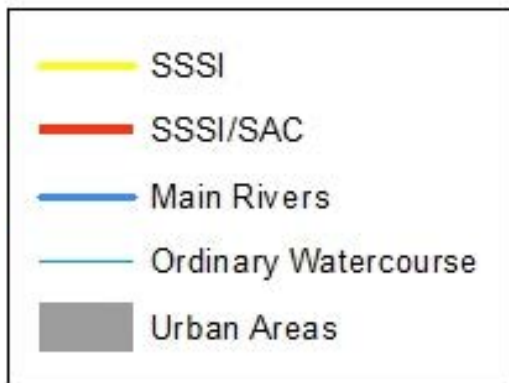 SSSI
SSSI/SAC
Main Rivers
Ordinary Watercourse
Urban Areas